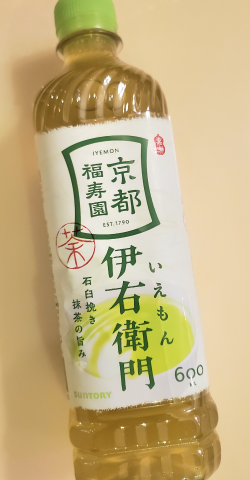 IYEMON
京都
福寿園
EST.1790
茶
伊右衛門
いえもん
石臼挽き
抹茶の旨み
600
SUNTORY